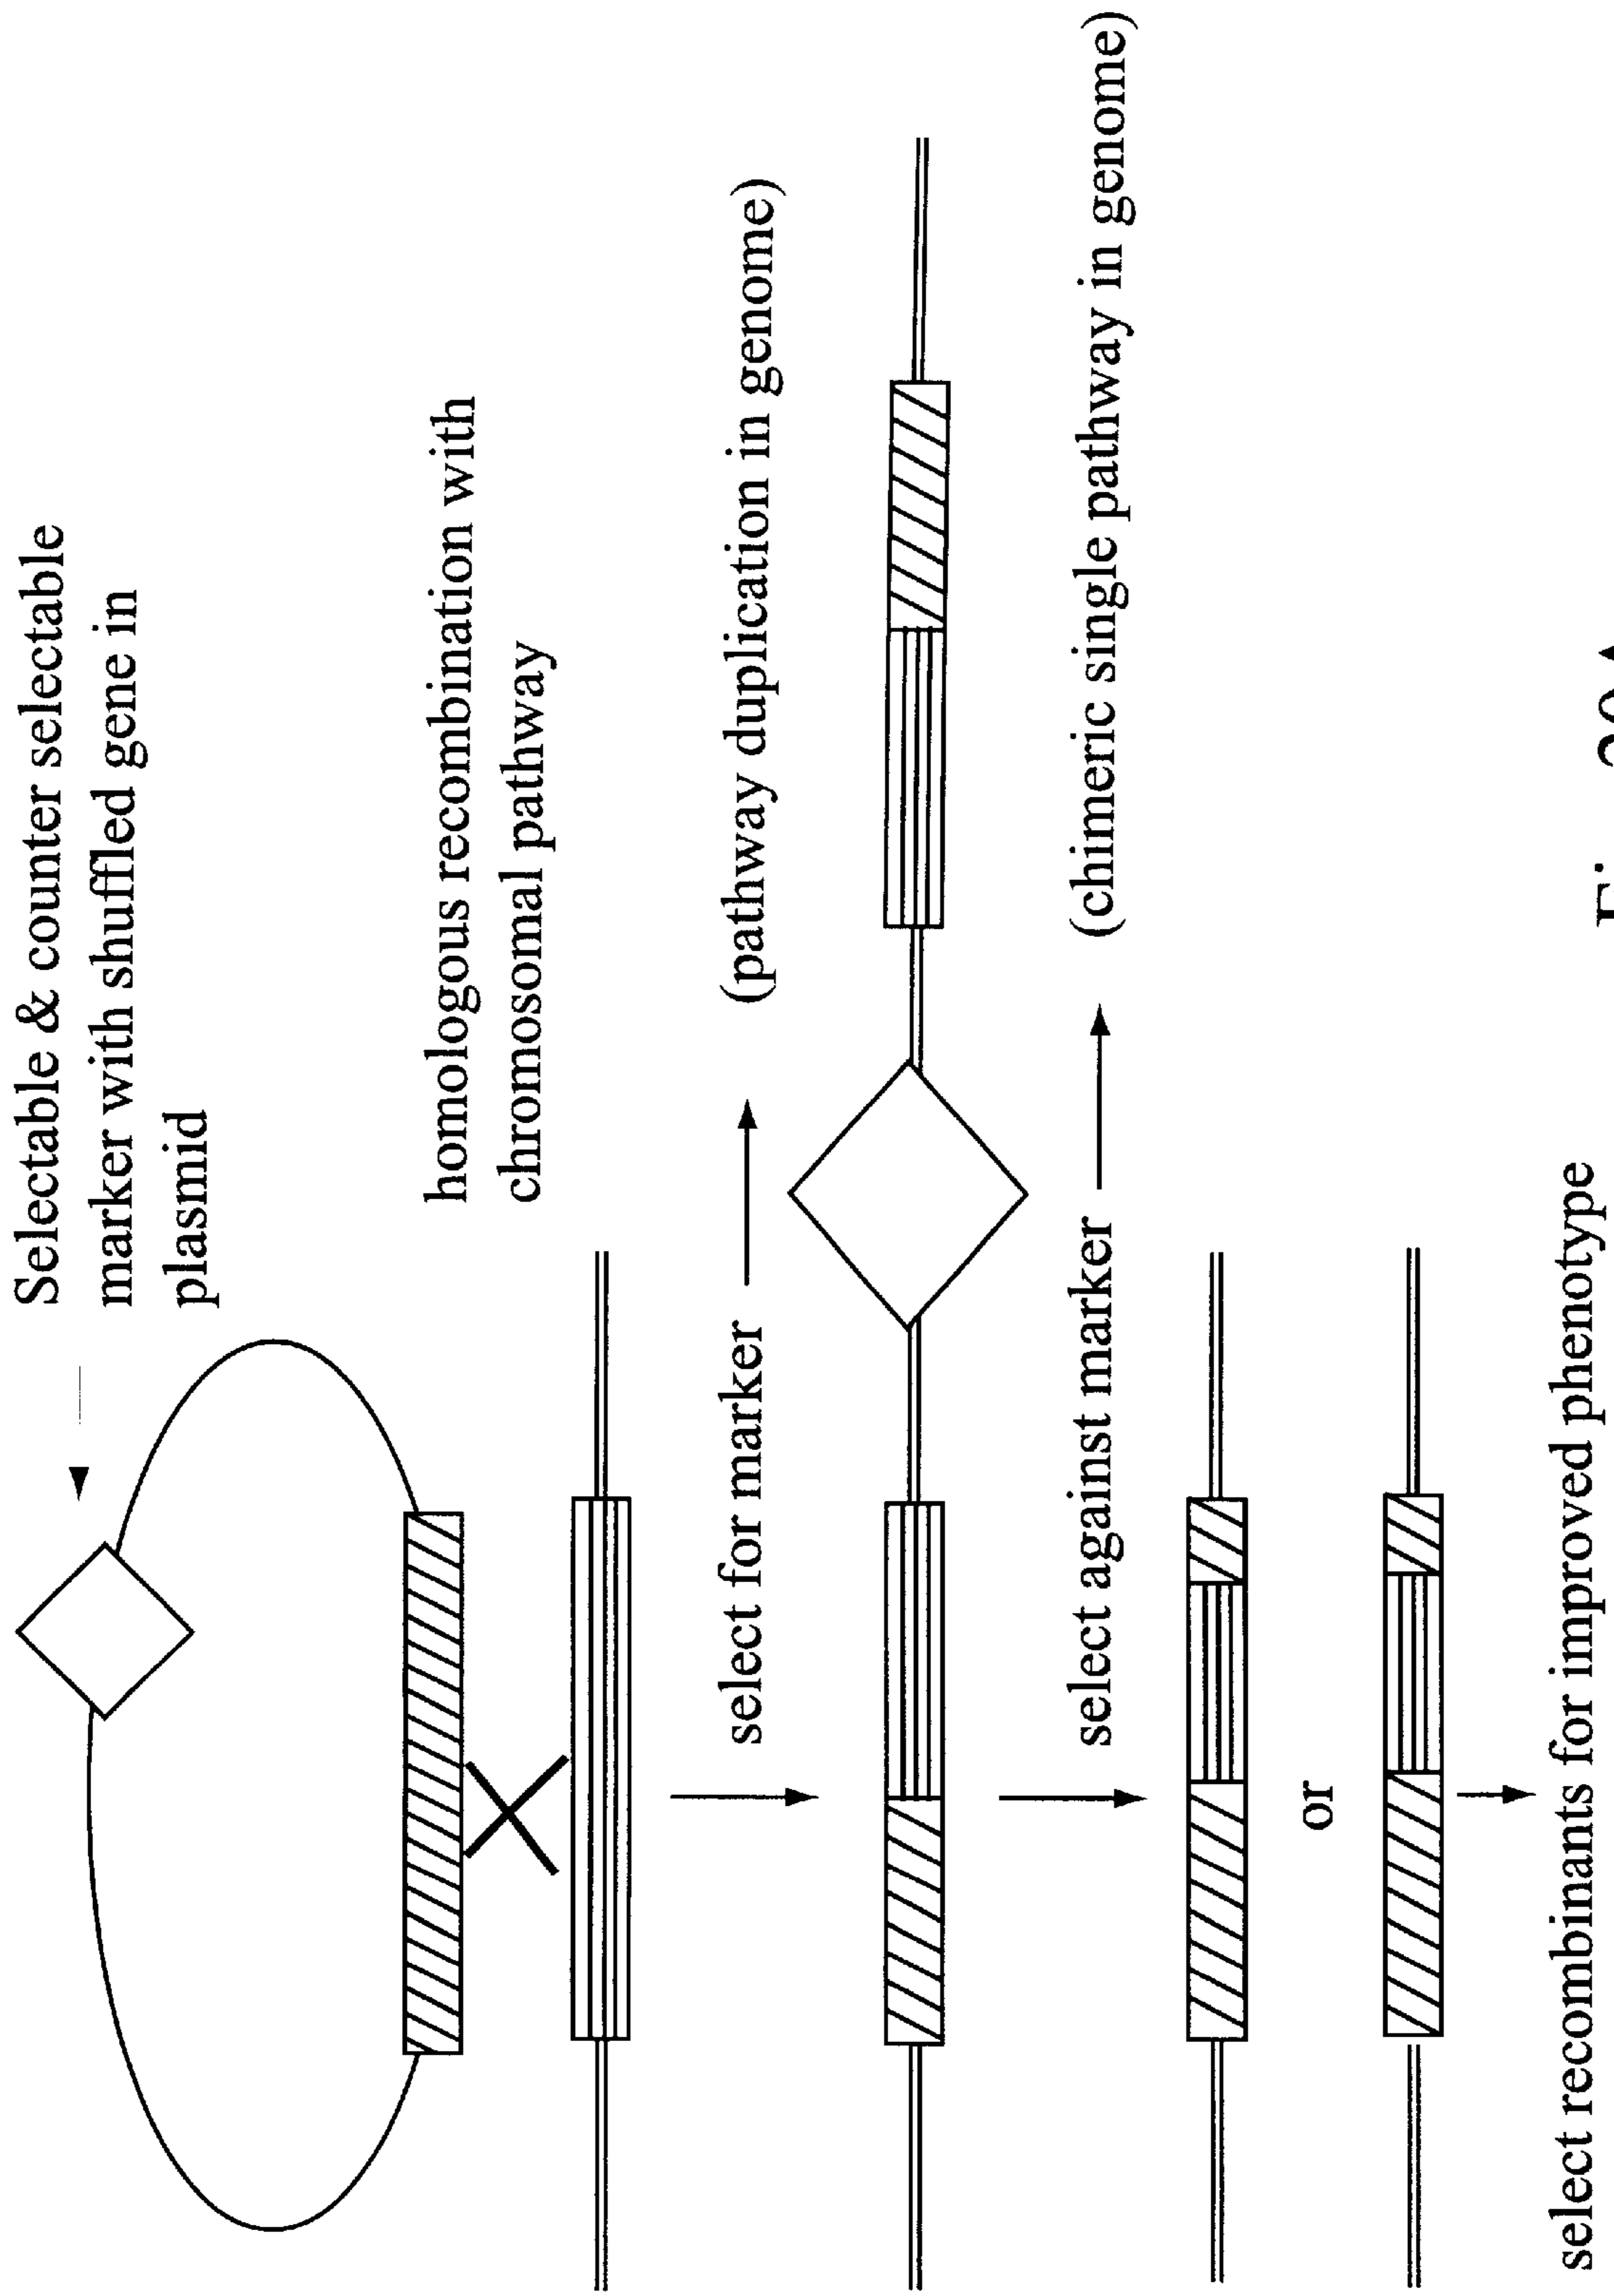 Selectable & counter selectable
marker with shuffled gene in
plasmid
homologous recombination with
chromosomal pathway
select for marker
(pathway duplication in genome)
select against marker
(chimeric single pathway in genome)
or
select recombinants for improved phenotype